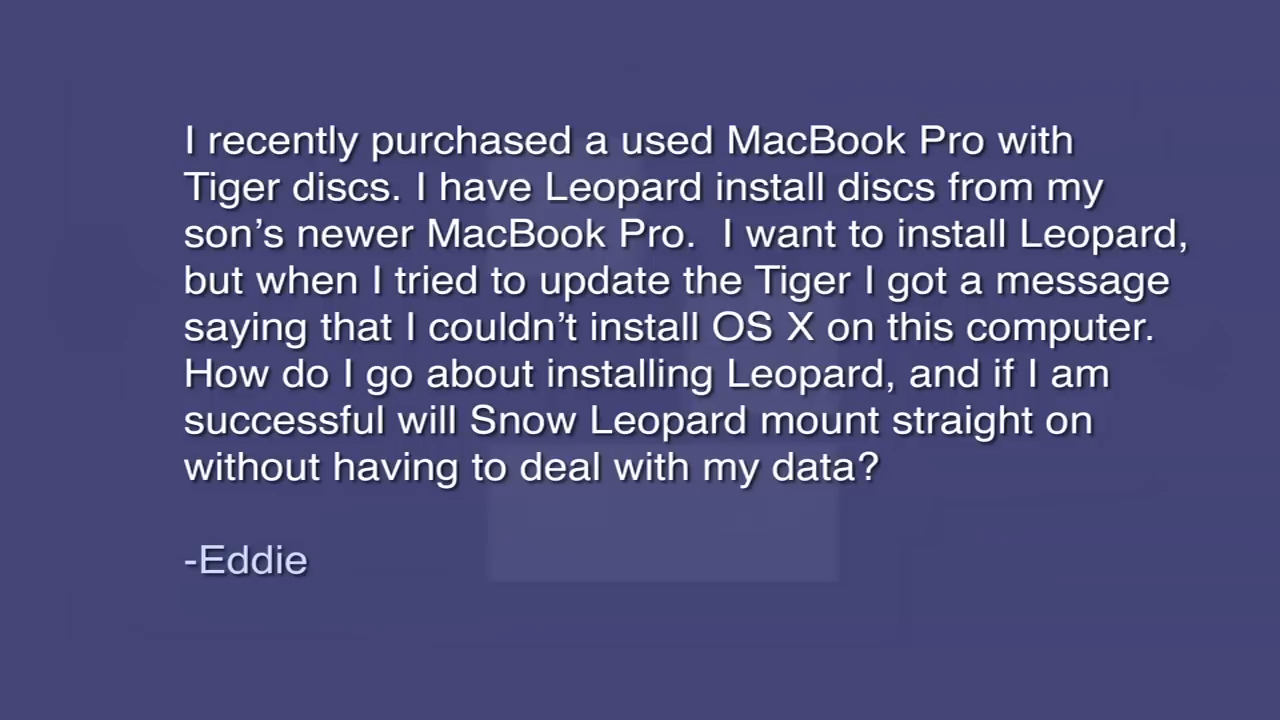 I recently purchased a used MacBook Pro with
Tiger discs. I have Leopard install discs from my
son’s newer MacBook Pro.  I want to install Leopard,
but when I tried to update the Tiger I got a message
saying that I couldn’t install OS X on this computer.
How do I go about installing Leopard, and if I am
successful will Snow Leopard mount straight on
without having to deal with my data?
-Eddie